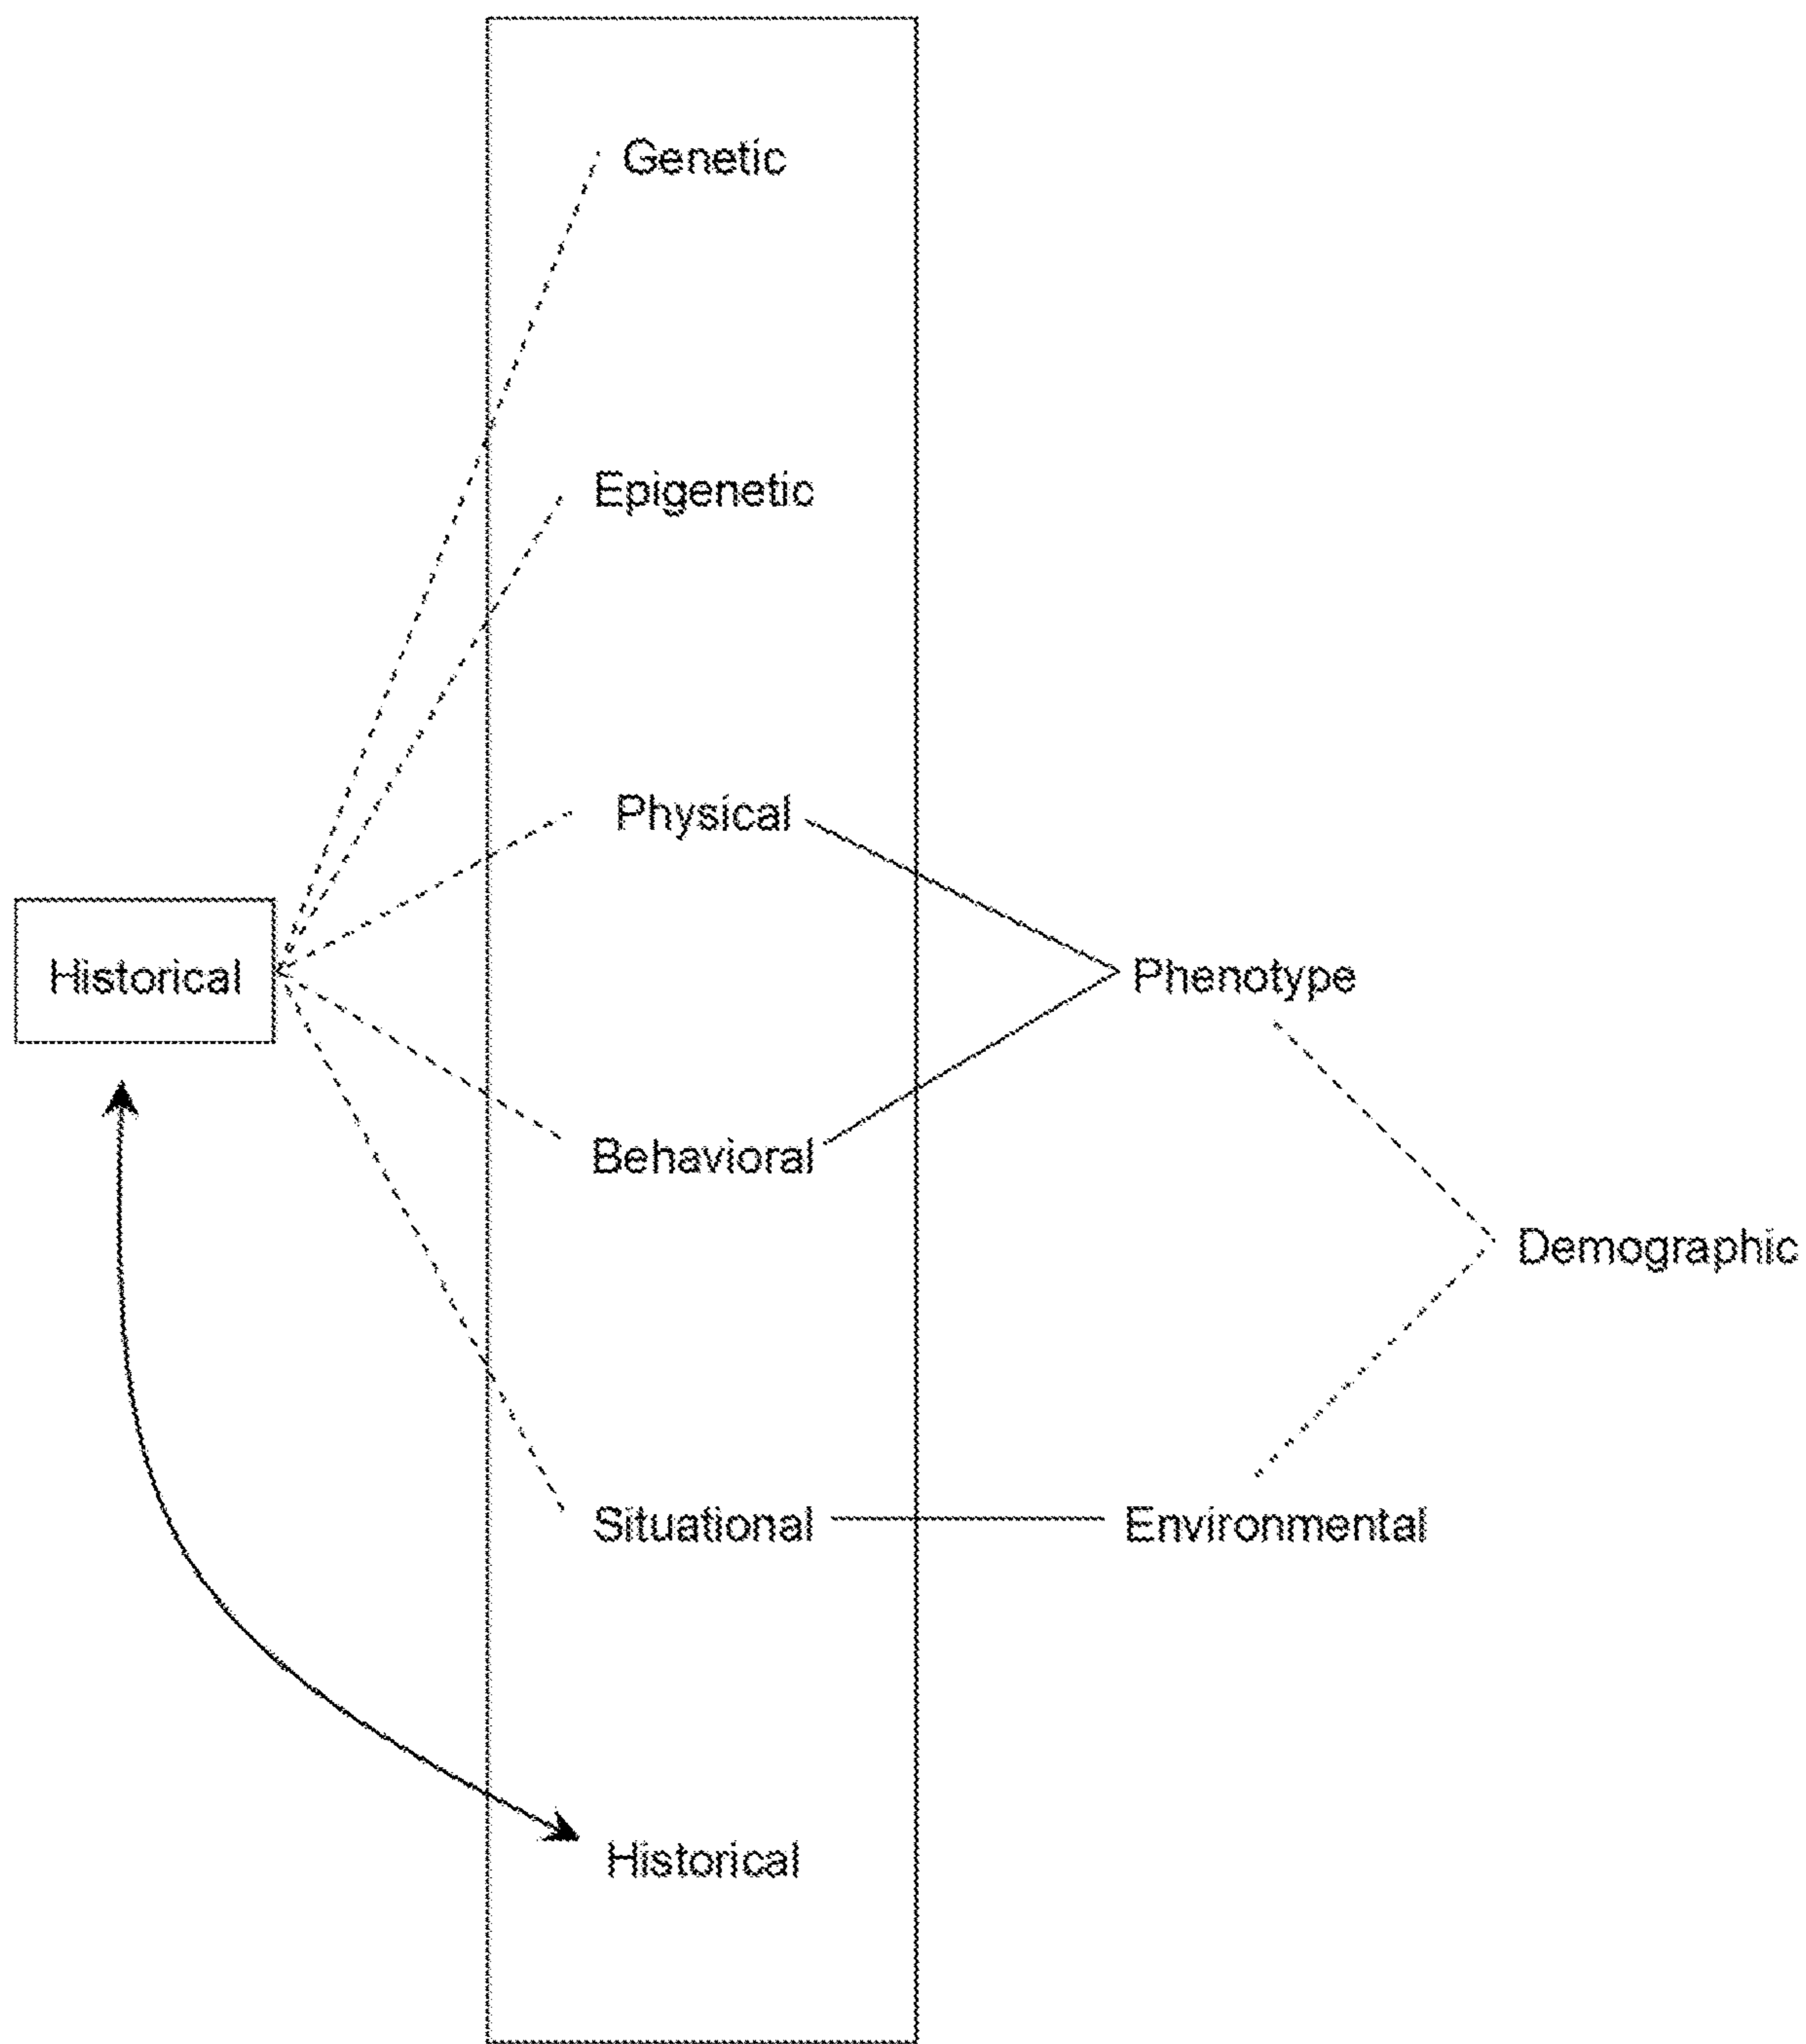 Genetic
Epigenetic
Physical
Historical
Phenotype
Behavioral
Demographic
Situational
Environmental
Historical